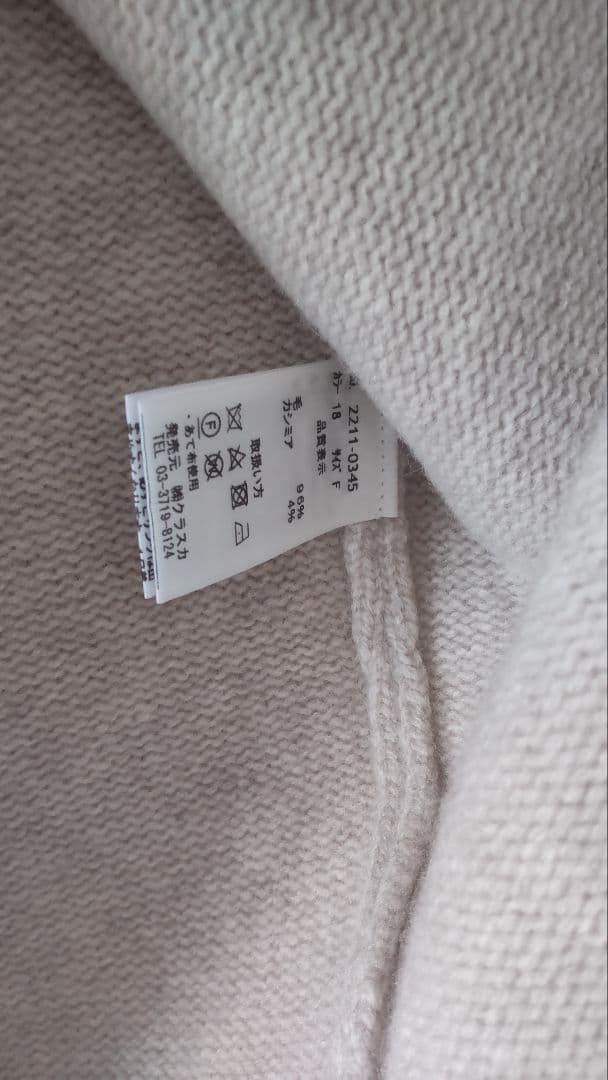 2211-0345
カラー 18 サイズ F
品質表示
毛 96%
カシミア 4%
取扱い方
F
・あて布使用
発売元 ㈱クラスカ
TEL 03-3719-8124